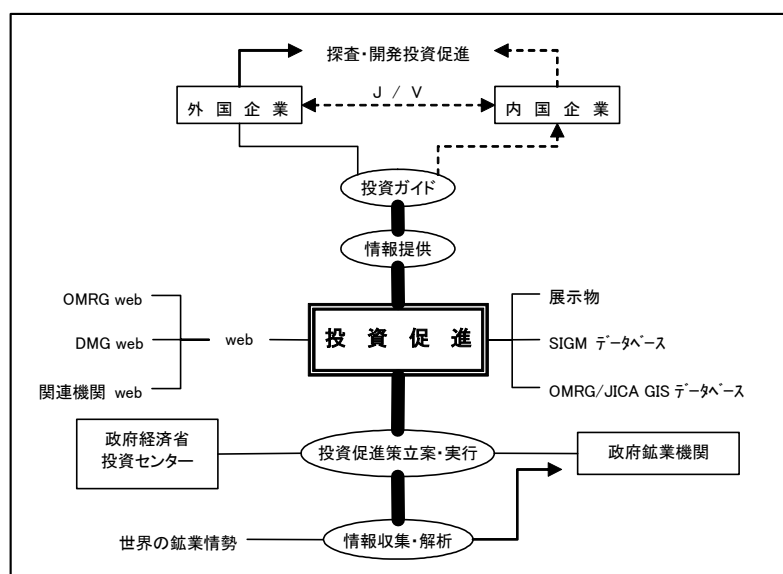 探査・開発投資促進
J / V
外 国 企 業
内 国 企 業
投資ガイド
情報提供
OMRG web
展示物
DMG web
web
投 資 促 進
SIGM データベース
関連機関 web
OMRG/JICA GIS データベース
政府経済省
投資センター
投資促進策立案・実行
政府鉱業機関
世界の鉱業情勢
情報収集・解析